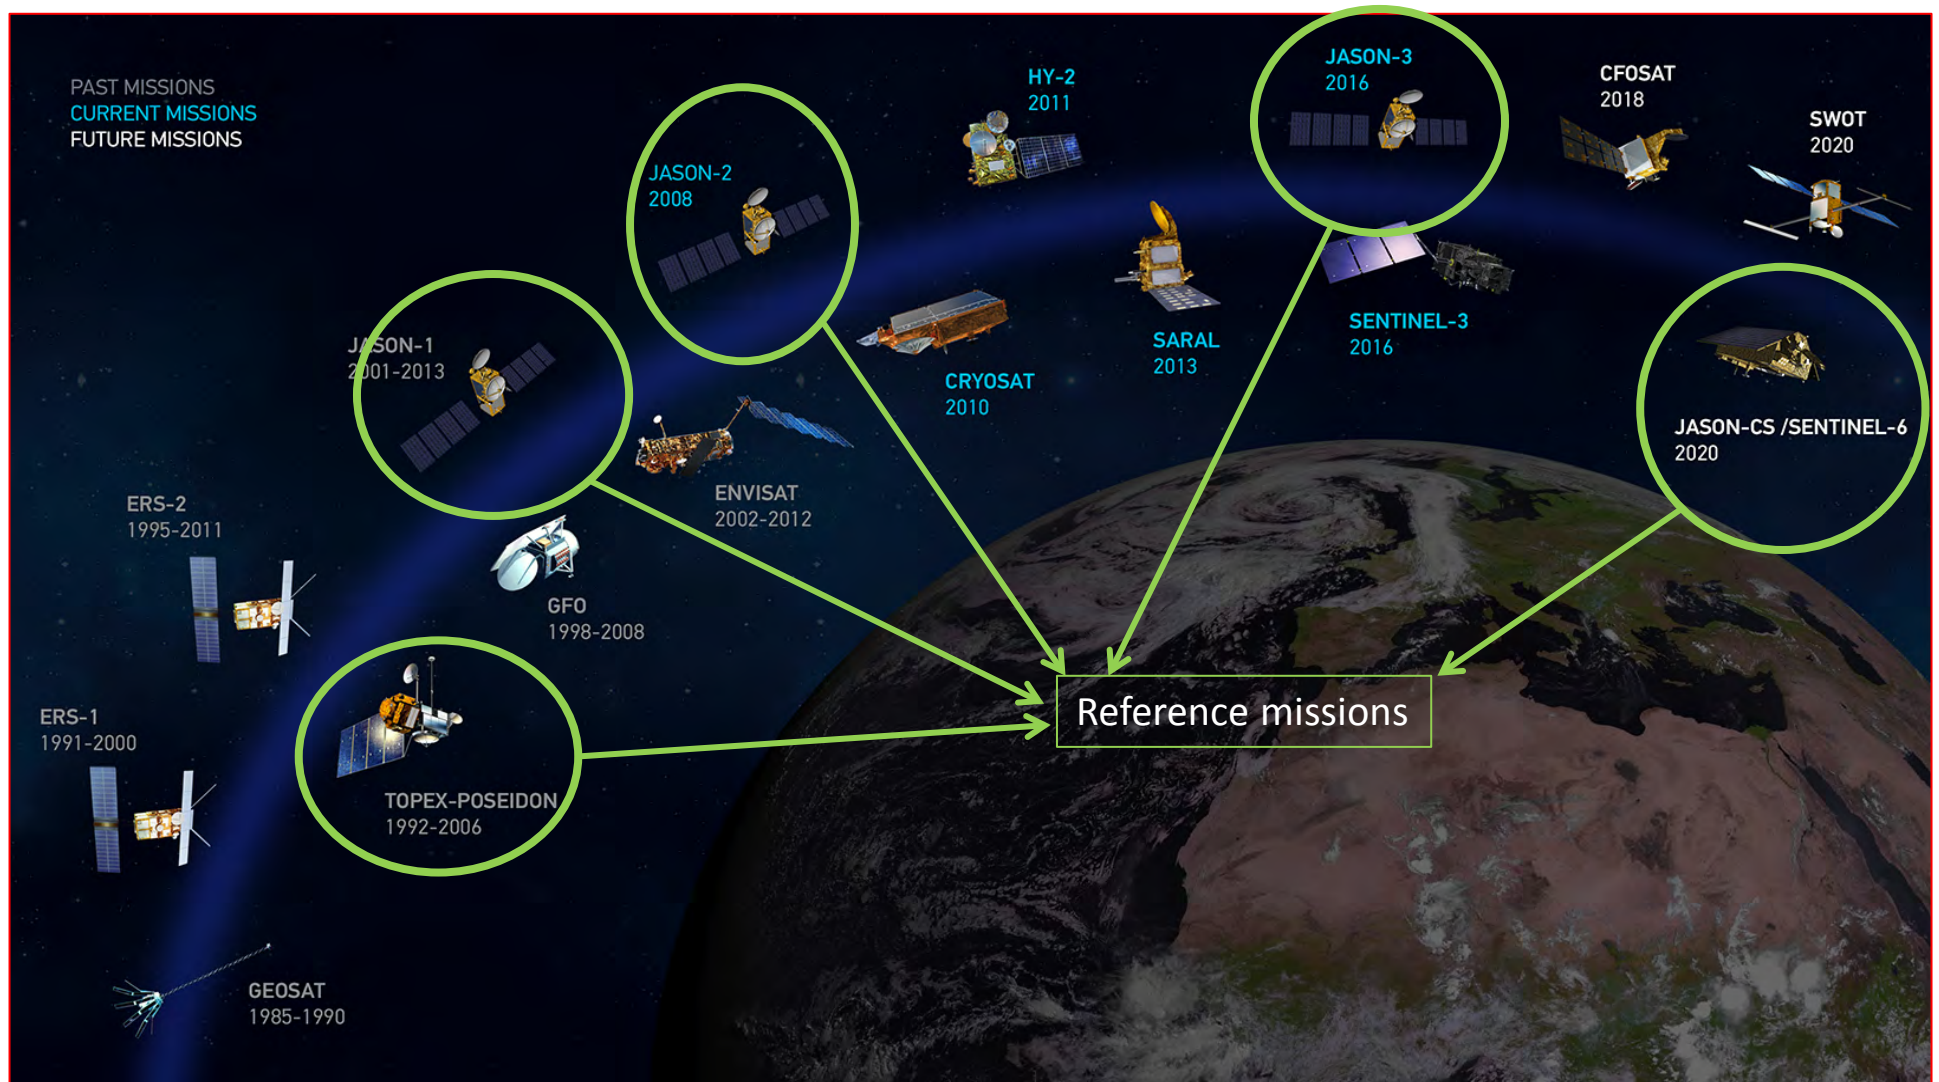 PAST MISSIONS
CURRENT MISSIONS
FUTURE MISSIONS
JASON-3
2016
HY-2
2011
CFOSAT
2018
SWOT
2020
JASON-2
2008
SENTINEL-3
2016
SARAL
2013
JASON-1
2001-2013
CRYOSAT
2010
JASON-CS /SENTINEL-6
2020
ENVISAT
2002-2012
ERS-2
1995-2011
GFO
1998-2008
Reference missions
ERS-1
1991-2000
TOPEX-POSEIDON
1992-2006
GEOSAT
1985-1990